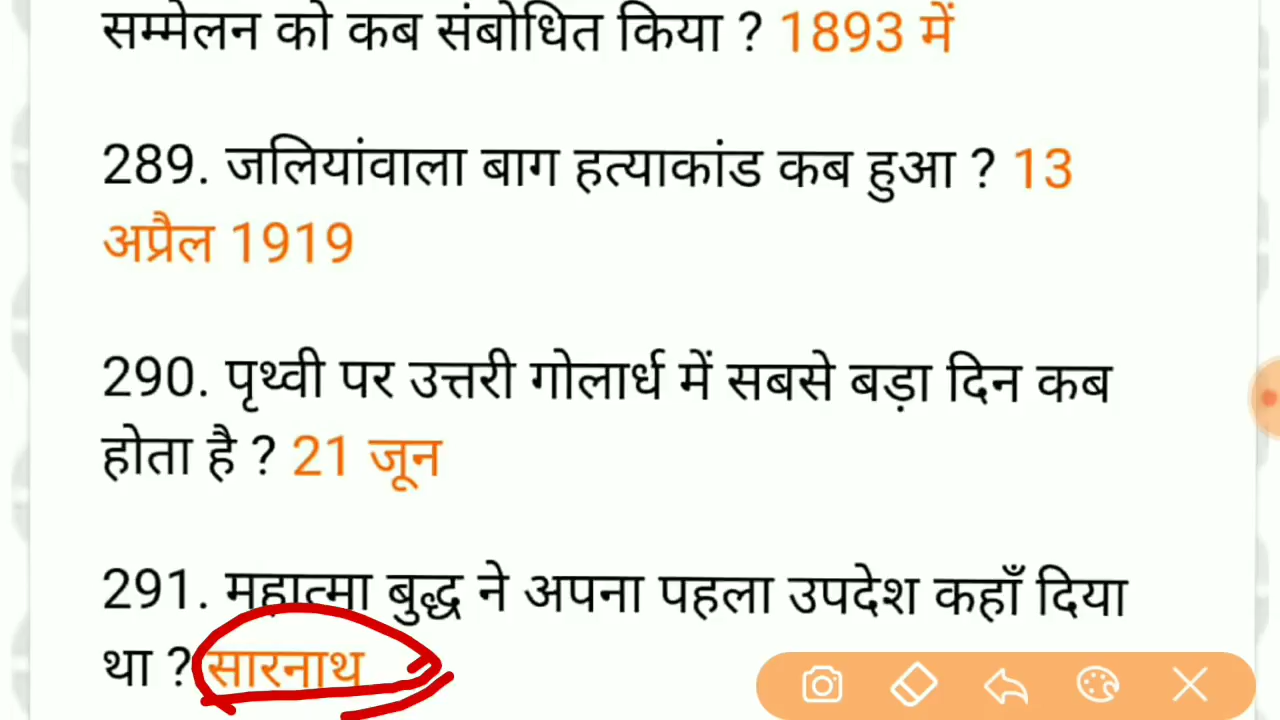 सम्मेलन को कब संबोधित किया ? 1893 में
289. जलियांवाला बाग हत्याकांड कब हुआ ? 13
अप्रैल 1919
290. पृथ्वी पर उत्तरी गोलार्ध में सबसे बड़ा दिन कब
होता है ? 21 जून
291. महात्मा बुद्ध ने अपना पहला उपदेश कहाँ दिया
था ? सारनाथ